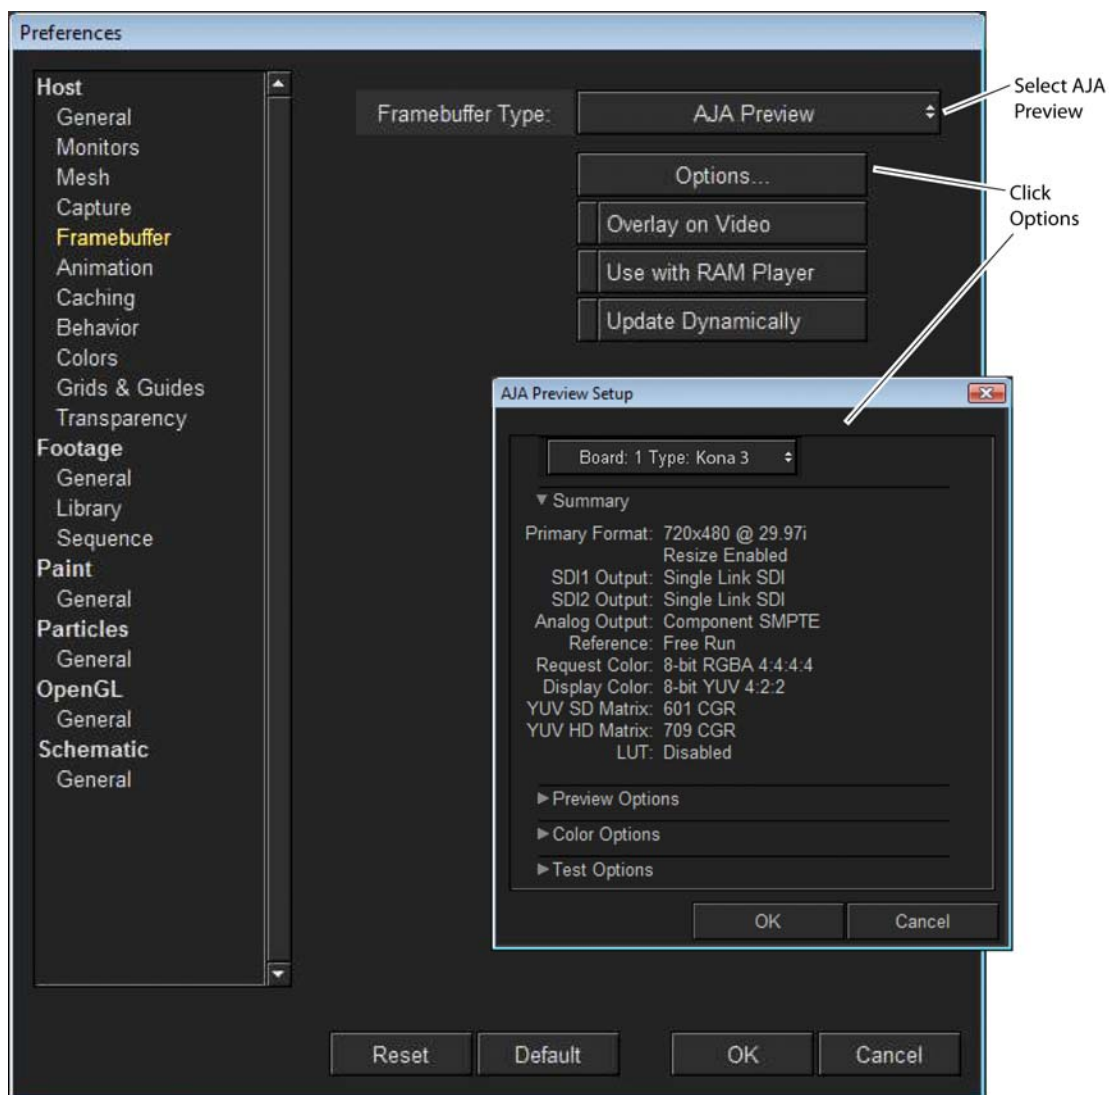 Preferences
Host
General
Monitors
Mesh
Capture
Framebuffer
Animation
Caching
Behavior
Colors
Grids & Guides
Transparency
Footage
General
Library
Sequence
Paint
General
Particles
General
OpenGL
General
Schematic
General
Framebuffer Type: AJA Preview
Options...
Overlay on Video
Use with RAM Player
Update Dynamically
Select AJA
Preview
Click
Options
AJA Preview Setup
Board: 1 Type: Kona 3
Summary
Primary Format: 720x480 @ 29.97i
Resize Enabled
SDI1 Output: Single Link SDI
SDI2 Output: Single Link SDI
Analog Output: Component SMPTE
Reference: Free Run
Request Color: 8-bit RGBA 4:4:4:4
Display Color: 8-bit YUV 4:2:2
YUV SD Matrix: 601 CGR
YUV HD Matrix: 709 CGR
LUT: Disabled
Preview Options
Color Options
Test Options
OK Cancel
Reset Default OK Cancel